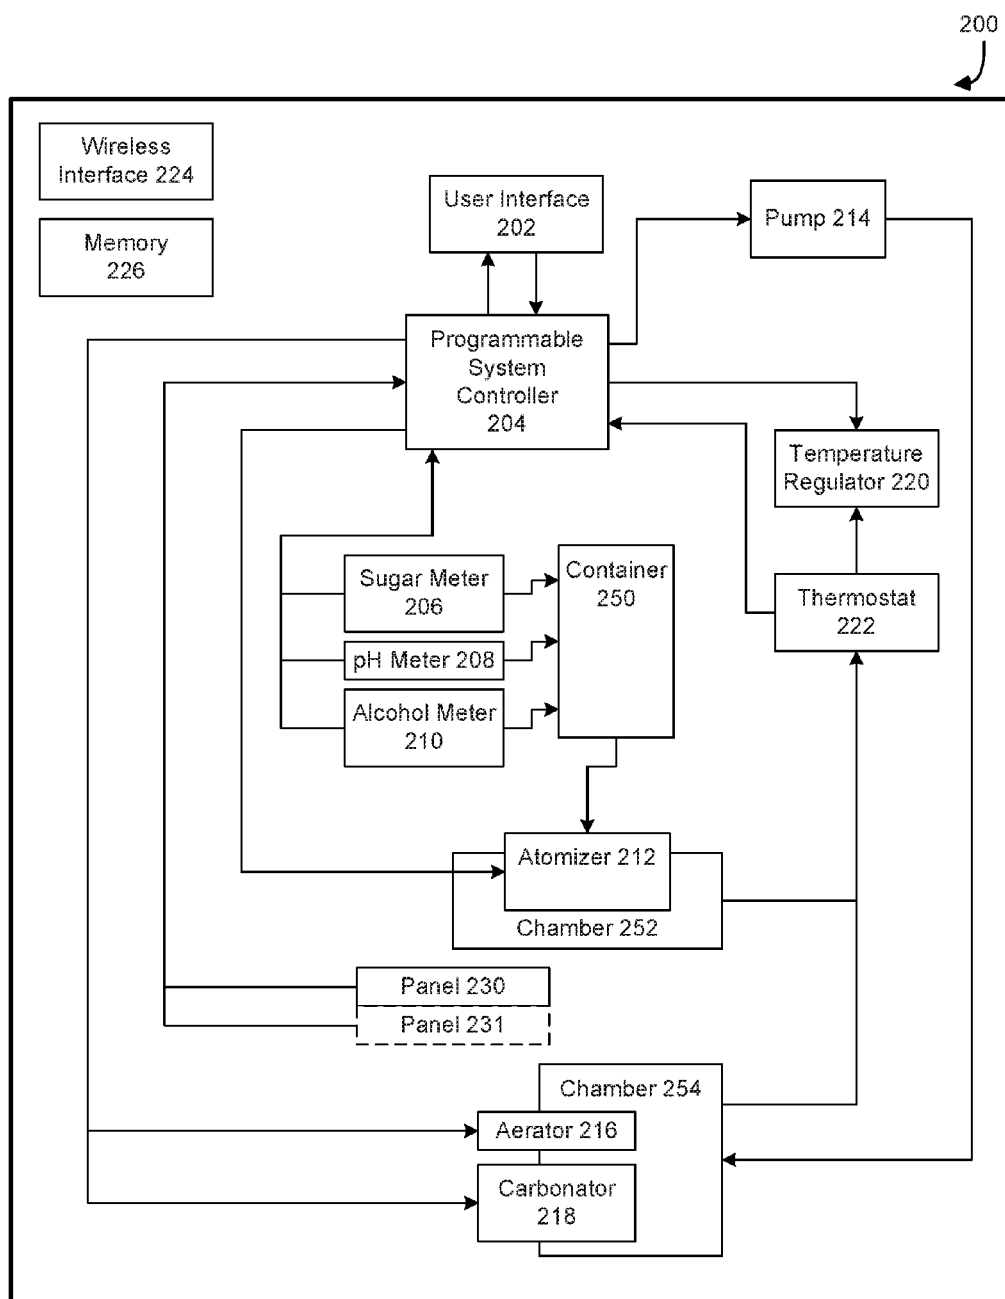 200
Wireless
Interface 224
Memory
226
User Interface
202
Pump 214
Programmable
System
Controller
204
Temperature
Regulator 220
Thermostat
222
Sugar Meter
206
pH Meter 208
Alcohol Meter
210
Container
250
Atomizer 212
Chamber 252
Panel 230
Panel 231
Chamber 254
Aerator 216
Carbonator
218